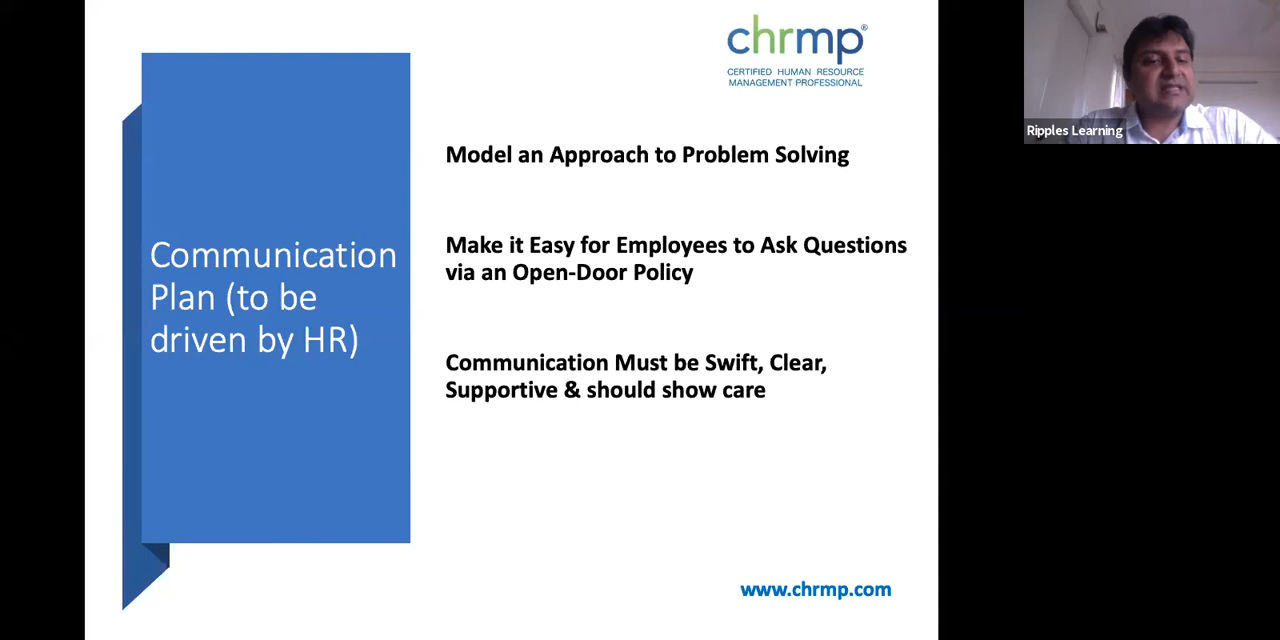 chrmp®
CERTIFIED HUMAN RESOURCE
MANAGEMENT PROFESSIONAL
Ripples Learning
Communication
Plan (to be
driven by HR)
Model an Approach to Problem Solving
Make it Easy for Employees to Ask Questions
via an Open-Door Policy
Communication Must be Swift, Clear,
Supportive & should show care
www.chrmp.com